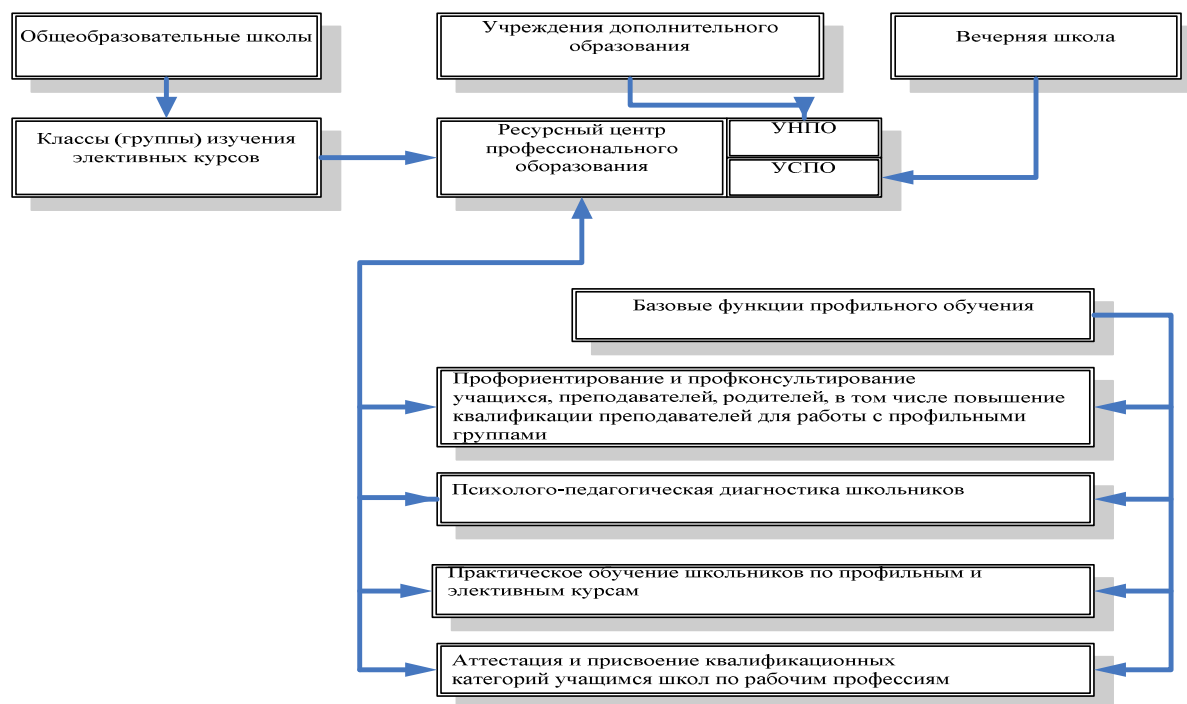 Общеобразовательные школы
Учреждения дополнительного
образования
Вечерняя школа
Классы (группы) изучения
элективных курсов
Ресурсный центр
профессионального
оборазования
УНПО
УСПО
Базовые функции профильного обучения
Профориентирование и профконсультирование
учащихся, преподавателей, родителей, в том числе повышение
квалификации преподавателей для работы с профильными
группами
Психолого-педагогическая диагностика школьников
Практическое обучение школьников по профильным и
элективным курсам
Аттестация и присвоение квалификационных
категорий учащимся школ по рабочим профессиям